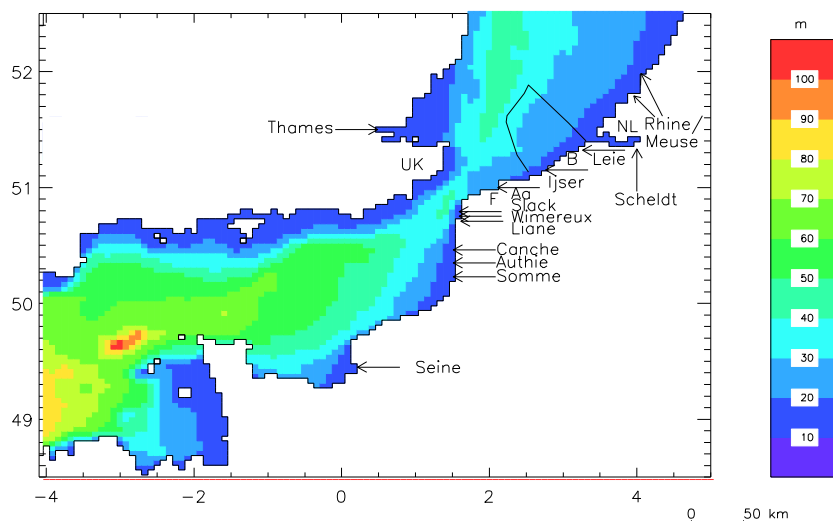 m
52
100
90
Thames
NL
Rhine/
Meuse
80
UK
B
Leie
70
51
F
Aa
Ijser
Scheldt
Slack
Wimereux
Liane
60
Canche
Authie
50
50
Somme
40
30
Seine
20
49
10
−4
−2
0
2
4
0
50 km